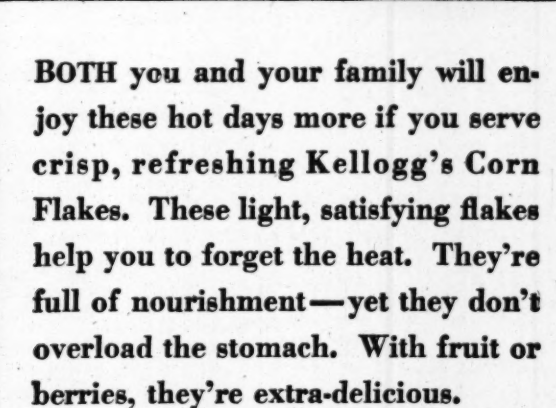 BOTH you and your family will en-
joy these hot days more if you serve
crisp, refreshing Kellogg's Corn
Flakes. These light, satisfying flakes
help you to forget the heat. They're
full of nourishment—yet they don't
overload the stomach. With fruit or
berries, they're extra-delicious.